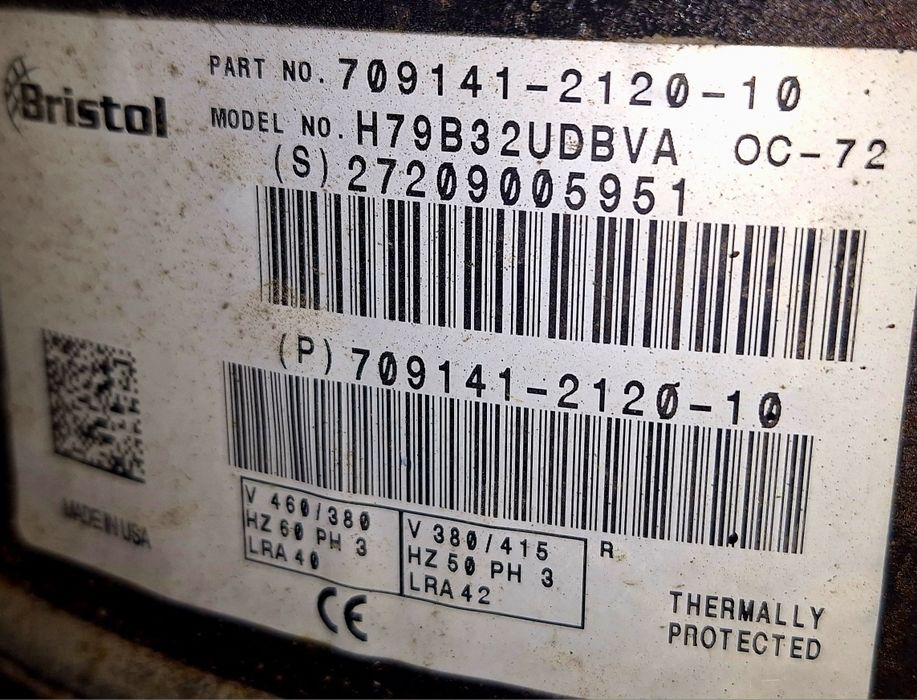 Bristol
PART NO. 709141-2120-10
MODEL NO. H79B32UDBVA OC-72
(S) 27209005951
(P) 709141-2120-10
MADE IN USA
V 460/380
HZ 60 PH 3
LRA 40
V 380/415
HZ 50 PH 3
LRA 42
R
CE
THERMALLY
PROTECTED